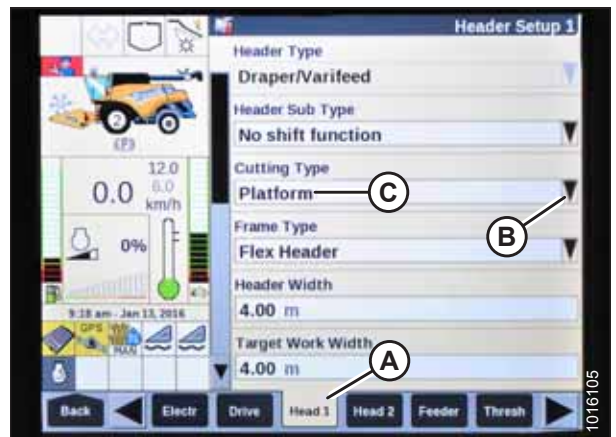 Header Setup 1
Header Type
Draper/Varifeed
Header Sub Type
No shift function
Cutting Type
Platform
C
B
Frame Type
Flex Header
Header Width
4.00 m
Target Work Width
4.00 m
A
2
12.0
6.0
0.0 km/h
0%
9:18 am - Jan 13, 2016
GPS
MAN
Back
Electr
Drive
Head 1
Head 2
Feeder
Thresh
1016105